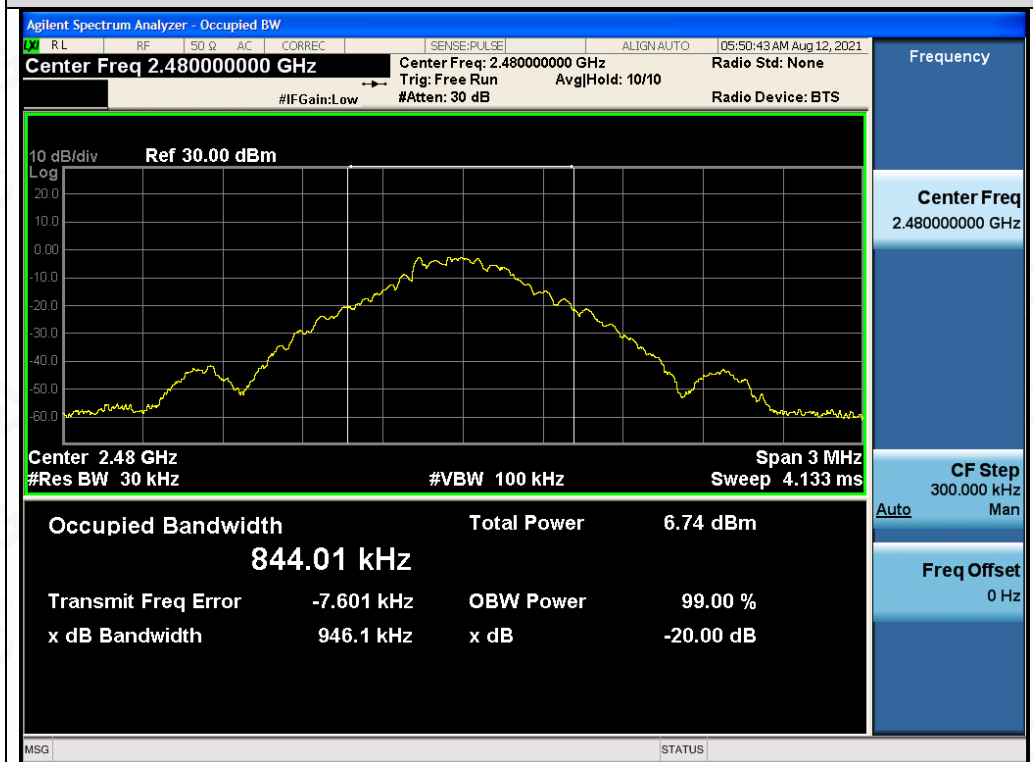 Agilent Spectrum Analyzer - Occupied BW
LXI RL RF 50 Ω AC CORREC SENSE:PULSE ALIGN AUTO 05:50:43 AM Aug 12, 2021
Center Freq 2.480000000 GHz
Center Freq: 2.480000000 GHz
Radio Std: None
Trig: Free Run Avg|Hold: 10/10
#IFGain:Low
#Atten: 30 dB
Radio Device: BTS
10 dB/div Ref 30.00 dBm
Log
20.0
10.0
0.00
-10.0
-20.0
-30.0
-40.0
-50.0
-60.0
Center 2.48 GHz Span 3 MHz
#Res BW 30 kHz #VBW 100 kHz Sweep 4.133 ms
Occupied Bandwidth Total Power 6.74 dBm
844.01 kHz
Transmit Freq Error -7.601 kHz OBW Power 99.00 %
x dB Bandwidth 946.1 kHz x dB -20.00 dB
MSG STATUS
Frequency
Center Freq
2.480000000 GHz
CF Step
300.000 kHz
Auto Man
Freq Offset
0 Hz